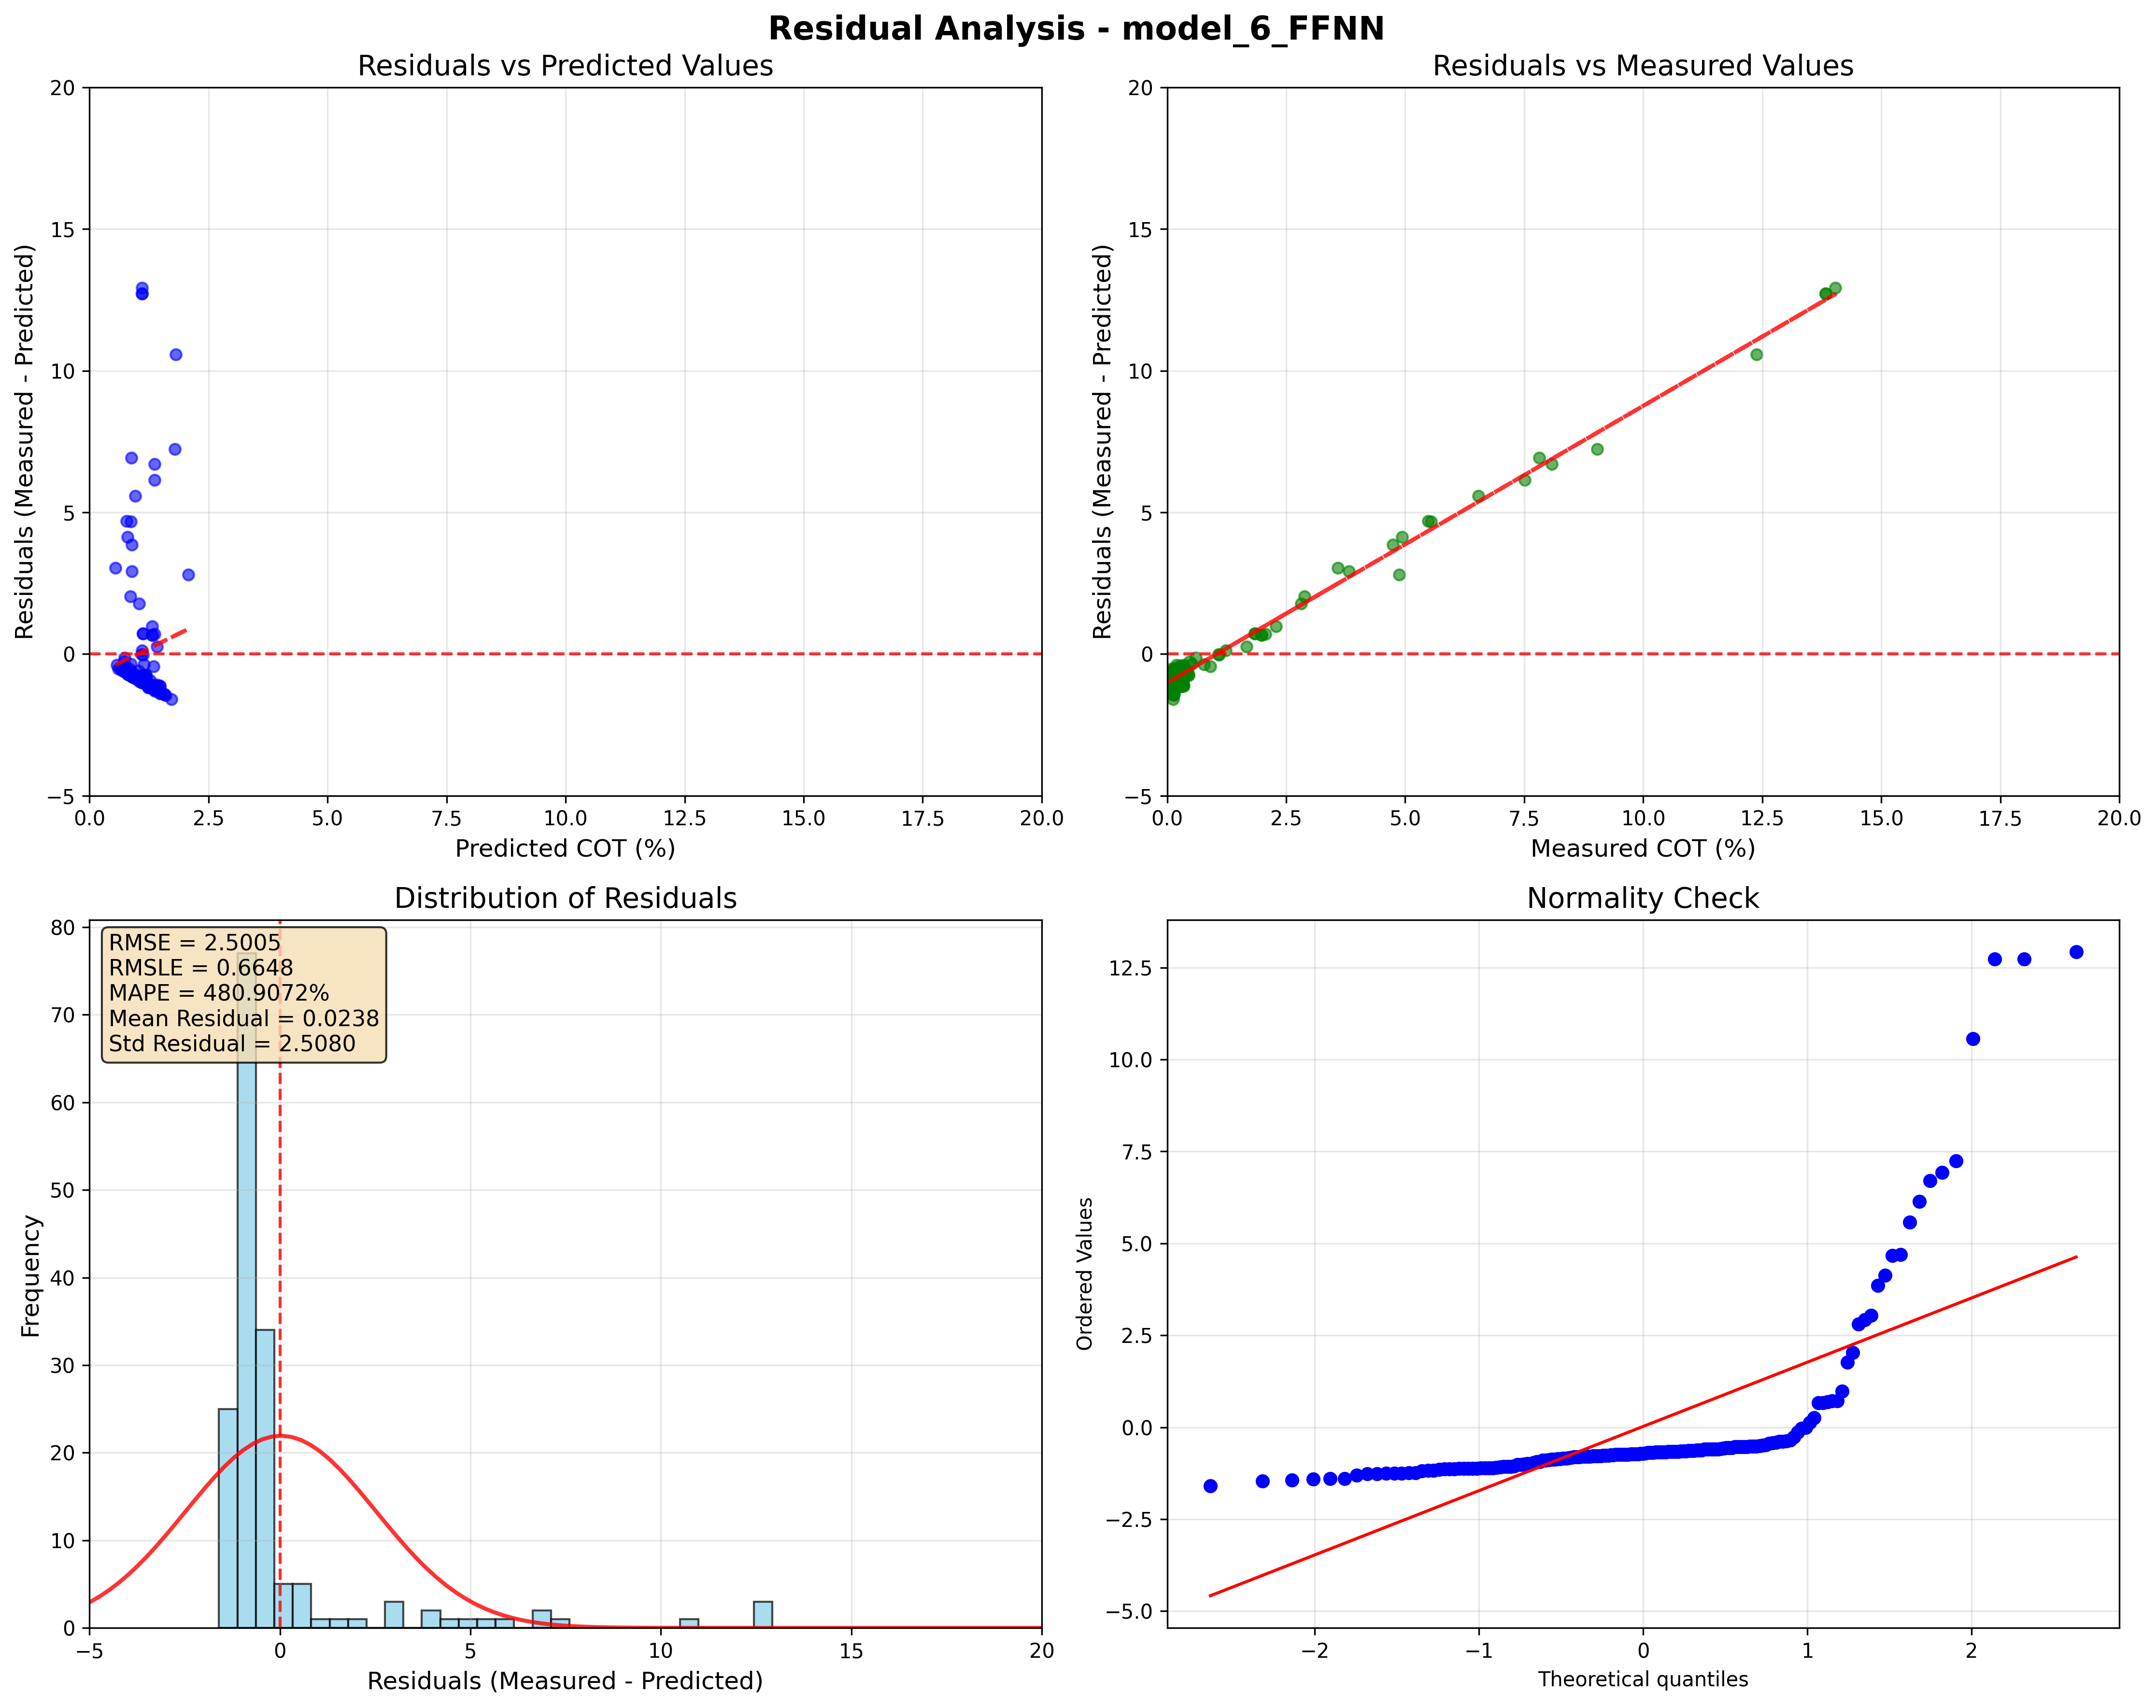 Residual Analysis - model_6_FFNN
Residuals vs Predicted Values
20
15
10
5
0
−5
0.0 2.5 5.0 7.5 10.0 12.5 15.0 17.5 20.0
Residuals (Measured - Predicted)
Predicted COT (%)
Residuals vs Measured Values
20
15
10
5
0
−5
0.0 2.5 5.0 7.5 10.0 12.5 15.0 17.5 20.0
Residuals (Measured - Predicted)
Measured COT (%)
Distribution of Residuals
80
70
60
50
40
30
20
10
0
RMSE = 2.5005
RMSLE = 0.6648
MAPE = 480.9072%
Mean Residual = 0.0238
Std Residual = 2.5080
−5 0 5 10 15 20
Frequency
Residuals (Measured - Predicted)
Normality Check
12.5
10.0
7.5
5.0
2.5
0.0
−2.5
−5.0
−2 −1 0 1 2
Ordered Values
Theoretical quantiles